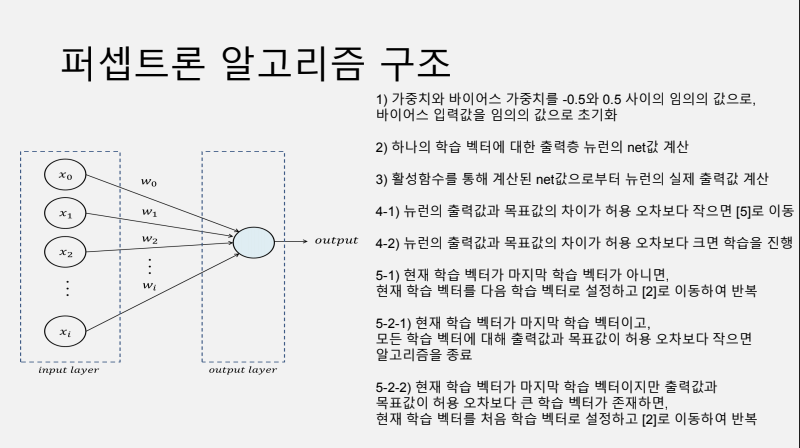 퍼셉트론 알고리즘 구조
1) 가중치와 바이어스 가중치를 -0.5와 0.5 사이의 임의의 값으로,
바이어스 입력값을 임의의 값으로 초기화
2) 하나의 학습 벡터에 대한 출력층 뉴런의 net값 계산
3) 활성함수를 통해 계산된 net값으로부터 뉴런의 실제 출력값 계산
4-1) 뉴런의 출력값과 목표값의 차이가 허용 오차보다 작으면 [5]로 이동
4-2) 뉴런의 출력값과 목표값의 차이가 허용 오차보다 크면 학습을 진행
5-1) 현재 학습 벡터가 마지막 학습 벡터가 아니면,
현재 학습 벡터를 다음 학습 벡터로 설정하고 [2]로 이동하여 반복
5-2-1) 현재 학습 벡터가 마지막 학습 벡터이고,
모든 학습 벡터에 대해 출력값과 목표값이 허용 오차보다 작으면
알고리즘을 종료
5-2-2) 현재 학습 벡터가 마지막 학습 벡터이지만 출력값과
목표값이 허용 오차보다 큰 학습 벡터가 존재하면,
현재 학습 벡터를 처음 학습 벡터로 설정하고 [2]로 이동하여 반복
x₀
x₁
x₂
⋮
xᵢ
w₀
w₁
w₂
⋮
wᵢ
output
input layer
output layer